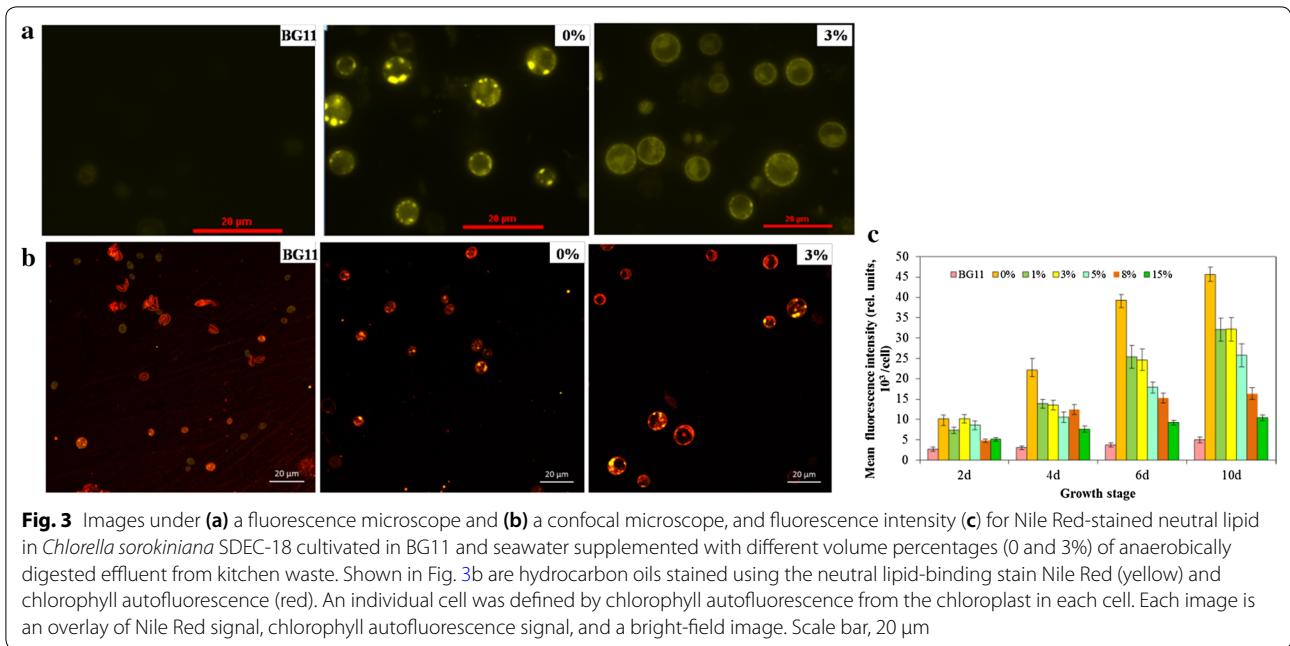 a
BG11
0%
3%
20 µm
20 µm
20 µm
b
BG11
0%
3%
20 µm
20 µm
20 µm
c
Mean fluorescence intensity (rel. units, 10³ /cell)
50
45
40
35
30
25
20
15
10
5
0
BG11 0% 1% 3% 5% 8% 15%
2d 4d 6d 10d
Growth stage
Fig. 3 Images under (a) a fluorescence microscope and (b) a confocal microscope, and fluorescence intensity (c) for Nile Red-stained neutral lipid
in Chlorella sorokiniana SDEC-18 cultivated in BG11 and seawater supplemented with different volume percentages (0 and 3%) of anaerobically
digested effluent from kitchen waste. Shown in Fig. 3b are hydrocarbon oils stained using the neutral lipid-binding stain Nile Red (yellow) and
chlorophyll autofluorescence (red). An individual cell was defined by chlorophyll autofluorescence from the chloroplast in each cell. Each image is
an overlay of Nile Red signal, chlorophyll autofluorescence signal, and a bright-field image. Scale bar, 20 µm